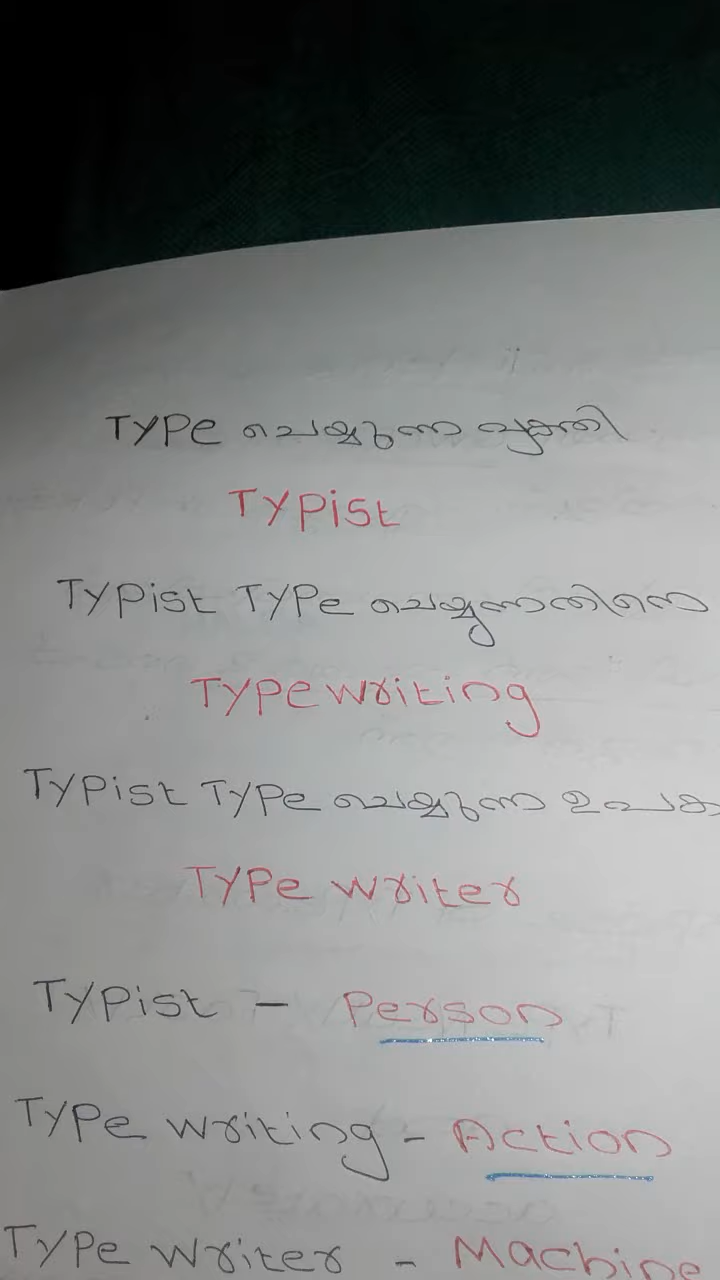 Type ചെയ്യുന്ന വ്യക്തി
Typist
Typist Type ചെയ്യുന്നതിനെ
Typewriting
Typist Type ചെയ്യുന്ന
Type writer
Typist - Person
Type writing - Action
Type writer - Machine